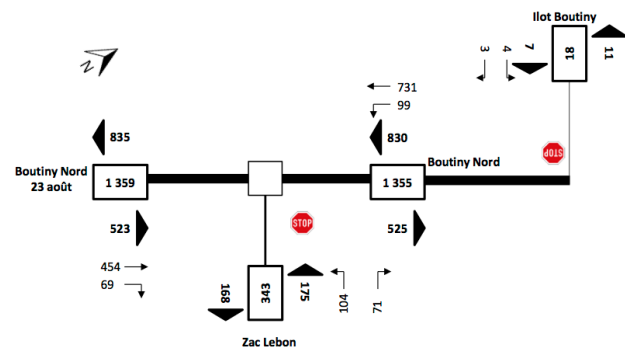 Ilot Boutiny
3
4
7
18
11
STOP
N
731
99
835
830
Boutiny Nord
23 août
1 359
1 355
Boutiny Nord
523
STOP
525
454
69
168
343
175
104
71
Zac Lebon